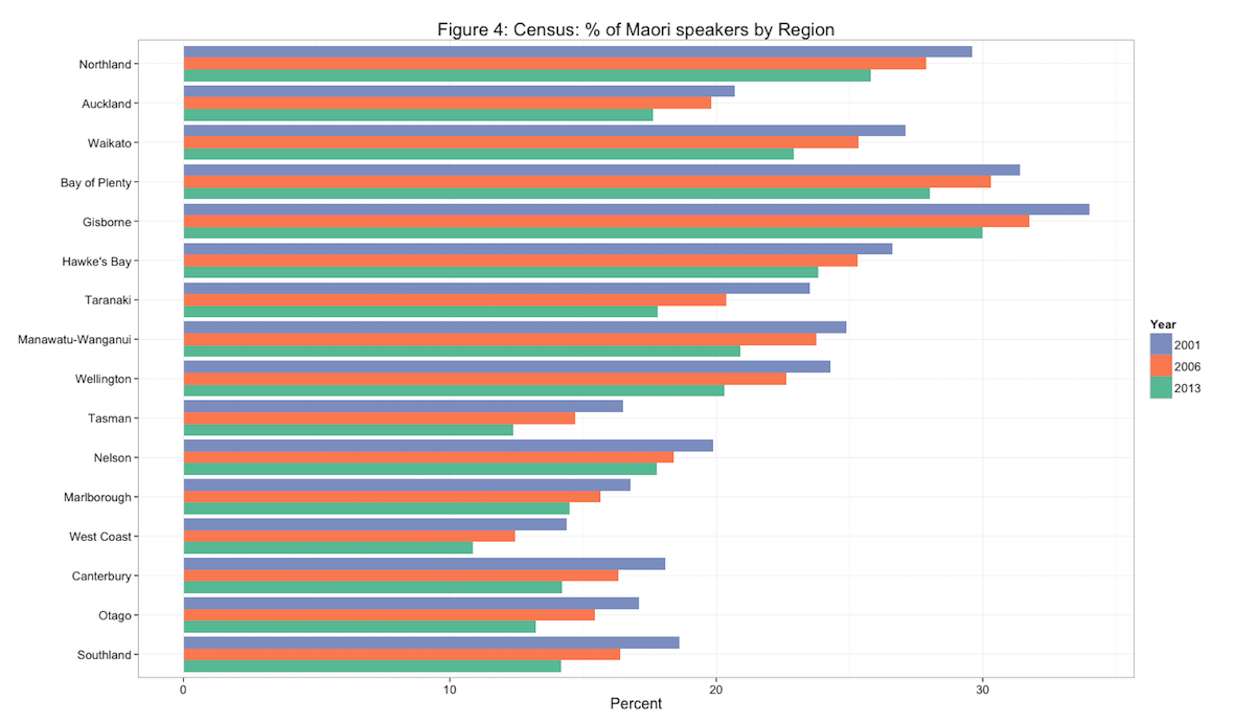 Figure 4: Census: % of Maori speakers by Region
Northland
Auckland
Waikato
Bay of Plenty
Gisborne
Hawke's Bay
Taranaki
Manawatu-Wanganui
Wellington
Tasman
Nelson
Marlborough
West Coast
Canterbury
Otago
Southland
0 10 20 30
Percent
Year
2001
2006
2013